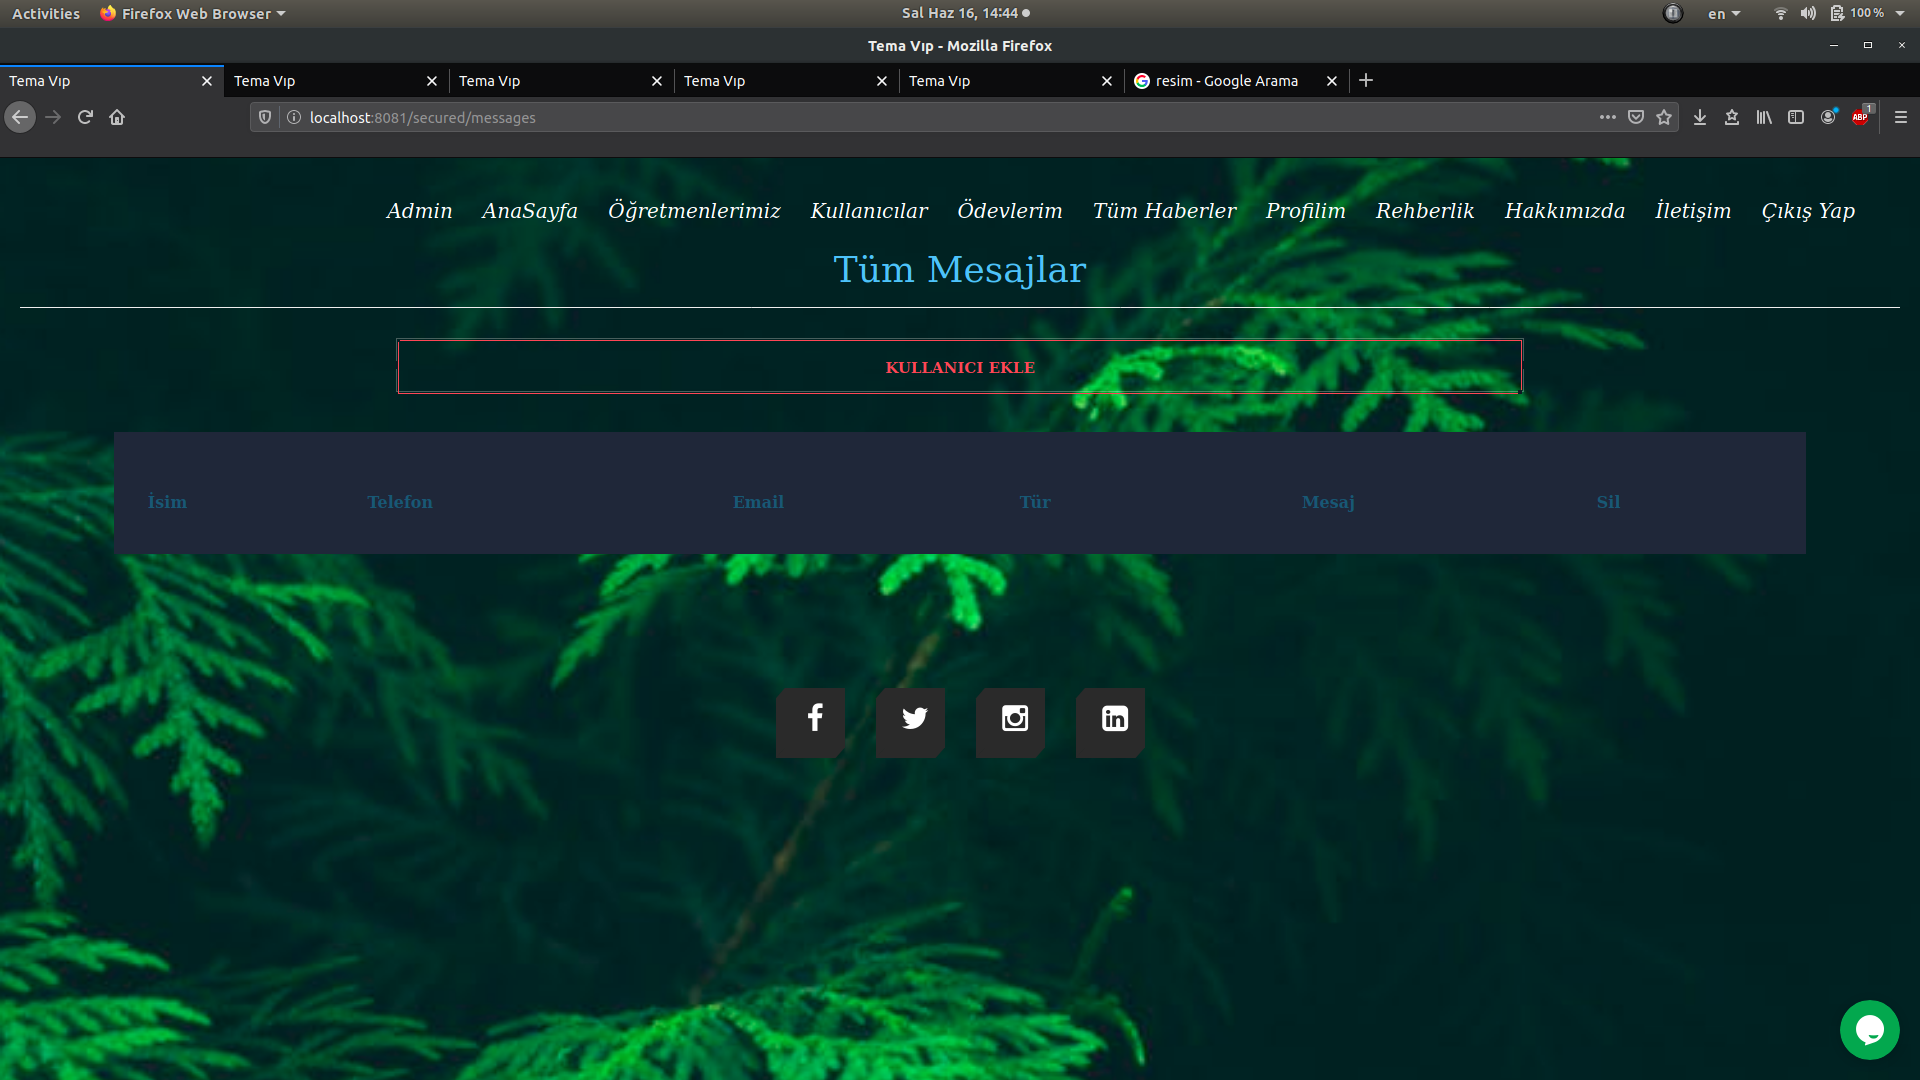 Activities Firefox Web Browser Sal Haz 16, 14:44 en 100%
Tema Vıp - Mozilla Firefox
Tema Vıp Tema Vıp Tema Vıp Tema Vıp Tema Vıp resim - Google Arama
localhost:8081/secured/messages ABP 1
Admin AnaSayfa Öğretmenlerimiz Kullanıcılar Ödevlerim Tüm Haberler Profilim Rehberlik Hakkımızda İletişim Çıkış Yap
Tüm Mesajlar
KULLANICI EKLE
İsim Telefon Email Tür Mesaj Sil